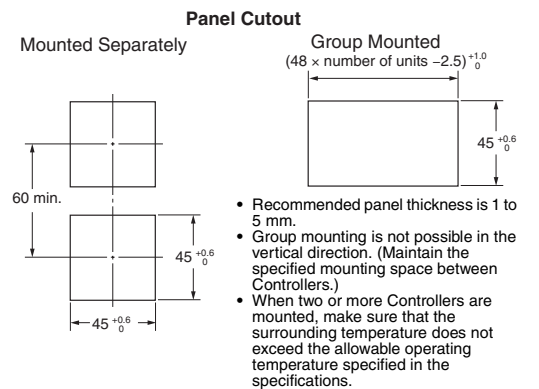 Panel Cutout
Mounted Separately
Group Mounted
(48 × number of units −2.5) +1.0 0
45 +0.6 0
60 min.
45 +0.6 0
45 +0.6 0
• Recommended panel thickness is 1 to
5 mm.
• Group mounting is not possible in the
vertical direction. (Maintain the
specified mounting space between
Controllers.)
• When two or more Controllers are
mounted, make sure that the
surrounding temperature does not
exceed the allowable operating
temperature specified in the
specifications.